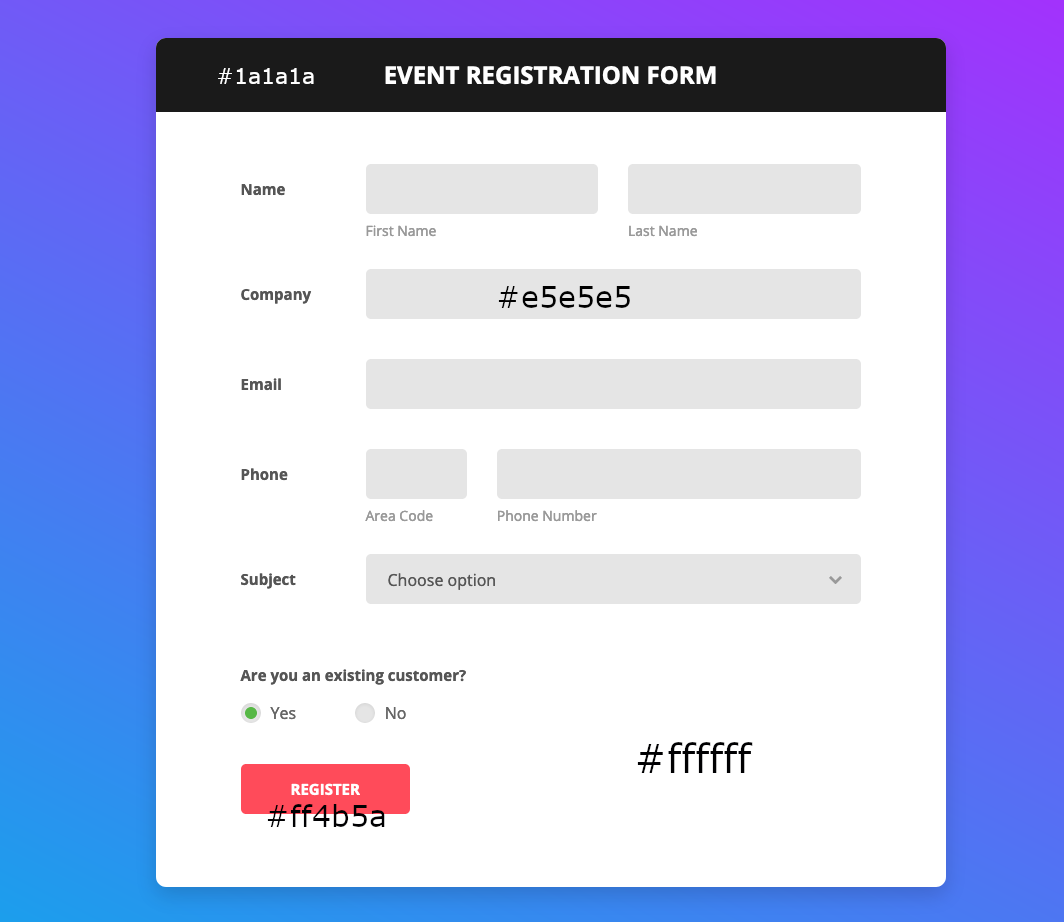 #1a1a1a EVENT REGISTRATION FORM
Name
First Name Last Name
Company #e5e5e5
Email
Phone
Area Code Phone Number
Subject Choose option
Are you an existing customer?
Yes No
#ffffff
REGISTER
#ff4b5a